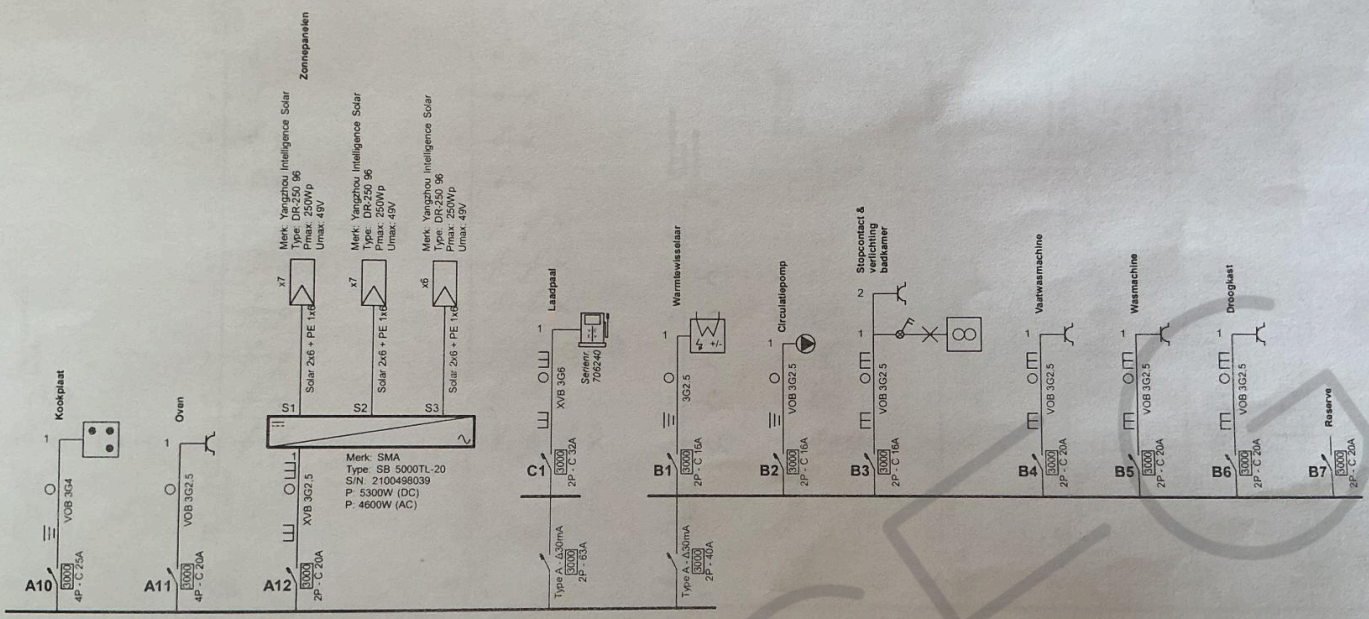 A10
3000
4P - C 25A
VOB 3G4
1
Kookplaat
A11
3000
4P - C 20A
VOB 3G2.5
1
Oven
A12
3000
2P - C 20A
XVB 3G2,5
1
Merk: SMA
Type: SB 5000TL-20
S/N: 2100498039
P: 5300W (DC)
P: 4600W (AC)
S1
Solar 2x6 + PE 1x6
x7
Merk: Yangzhou Intelligence Solar
Type: DR-250 96
Pmax: 250Wp
Umax: 49V
Zonnepanelen
S2
Solar 2x6 + PE 1x6
x7
Merk: Yangzhou Intelligence Solar
Type: DR-250 96
Pmax: 250Wp
Umax: 49V
S3
Solar 2x6 + PE 1x6
x6
Merk: Yangzhou Intelligence Solar
Type: DR-250 96
Pmax: 250Wp
Umax: 49V
Type A - Δ30mA
3000
2P - 63A
C1
3000
2P - C 32A
XVB 3G6
1
Laadpaal
Serienr.
706240
Type A - Δ30mA
3000
2P - 40A
B1
3000
2P - C 16A
3G2.5
1
Warmtewisselaar
+/-
B2
3000
2P - C 16A
VOB 3G2.5
1
Circulatiepomp
B3
3000
2P - C 16A
VOB 3G2.5
1
2
Stopcontact &
verlichting
badkamer
B4
3000
2P - C 20A
VOB 3G2.5
1
Vaatwasmachine
B5
3000
2P - C 20A
VOB 3G2.5
1
Wasmachine
B6
3000
2P - C 20A
VOB 3G2.5
1
Droogkast
B7
3000
2P - C 20A
Reserve